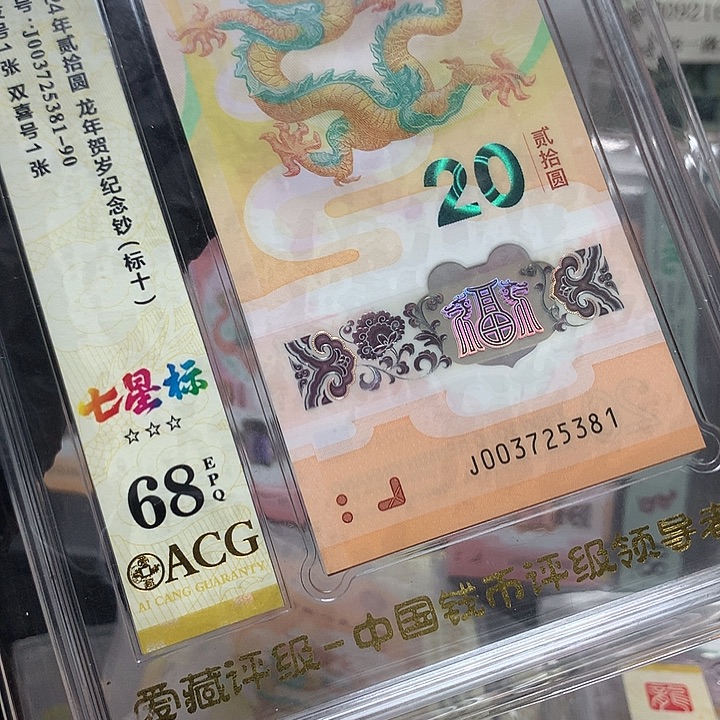 4年贰拾圆 龙年贺岁纪念钞(标十)
:J003725381-90
号1张 双喜号1张
七星标
☆☆☆
68
EPQ
ACG
AI CANG GUARANTY
贰拾圆
20
福
J003725381
爱藏评级-中国钱币评级领导者